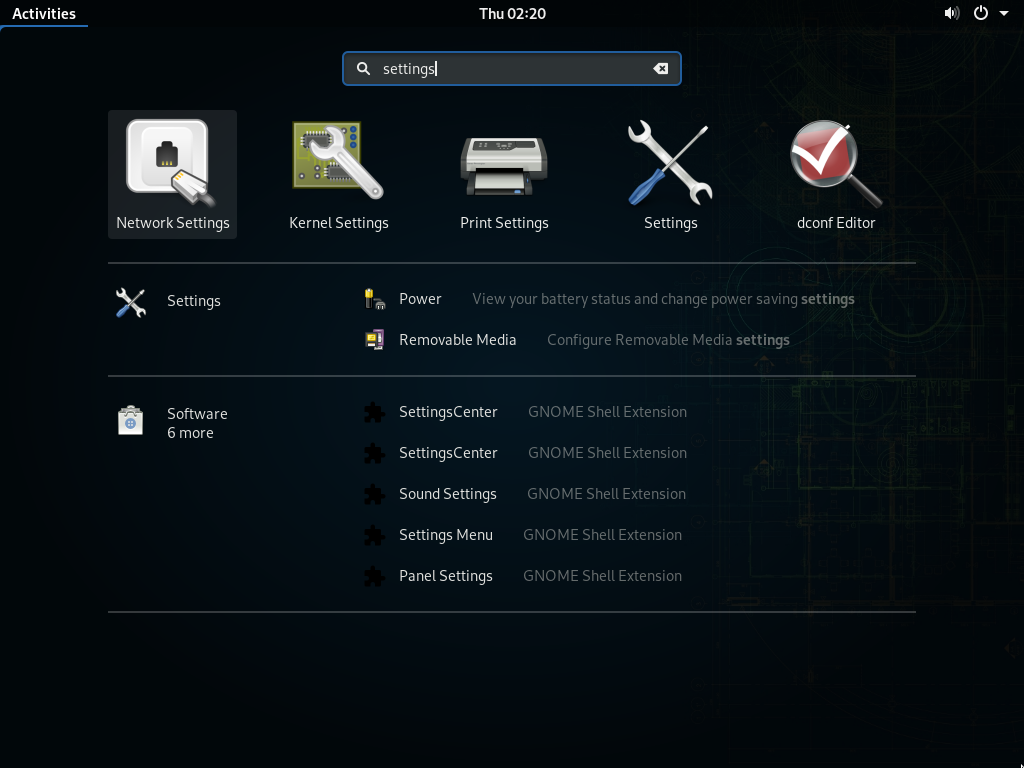 Activities
Thu 02:20
settings
Network Settings
Kernel Settings
Print Settings
Settings
dconf Editor
Settings
Power View your battery status and change power saving settings
Removable Media Configure Removable Media settings
Software
6 more
SettingsCenter GNOME Shell Extension
SettingsCenter GNOME Shell Extension
Sound Settings GNOME Shell Extension
Settings Menu GNOME Shell Extension
Panel Settings GNOME Shell Extension